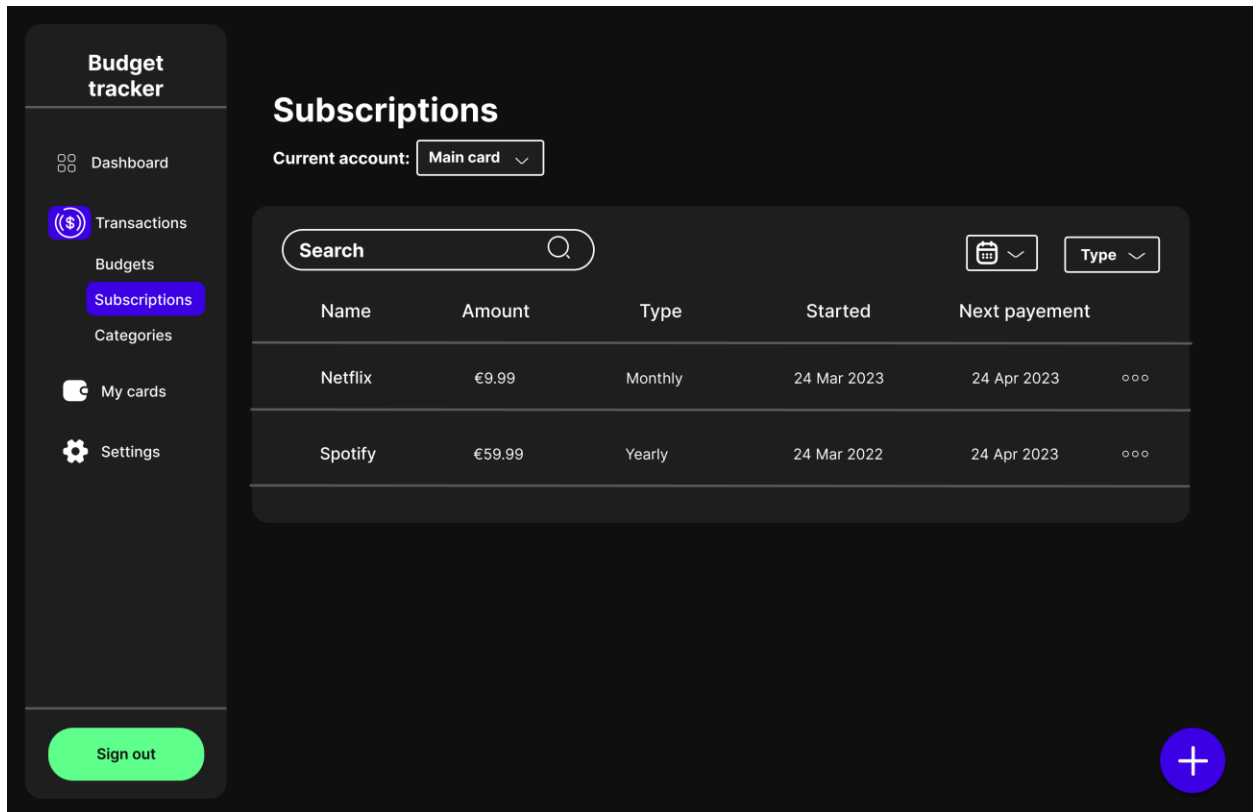 Budget
tracker
Dashboard
Transactions
Budgets
Subscriptions
Categories
My cards
Settings
Sign out
Subscriptions
Current account: Main card
Search
Type
Name Amount Type Started Next payement
Netflix €9.99 Monthly 24 Mar 2023 24 Apr 2023
Spotify €59.99 Yearly 24 Mar 2022 24 Apr 2023